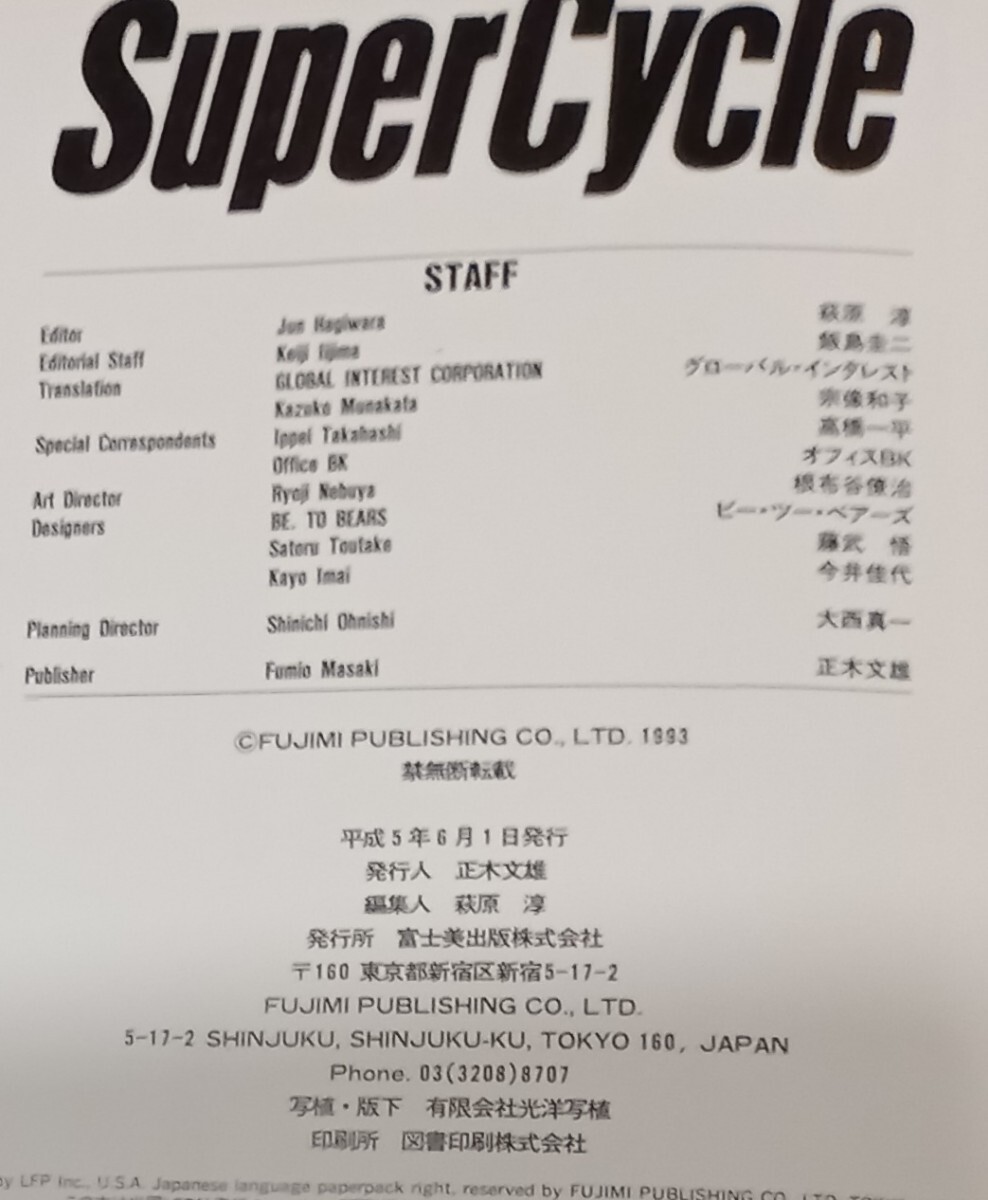 SuperCycle
STAFF
Editor Jun Hagiwara 萩原 淳
Editorial Staff Keiji Iijima 飯島圭二
Translation GLOBAL INTEREST CORPORATION グローバル・インタレスト
Kazuko Munakata 宗像和子
Special Correspondents Ippei Takahashi 高橋一平
Office BK オフィスBK
Art Director Ryoji Nebuya 根布谷僚治
Designers BE. TO BEARS ビー・ツー・ベアーズ
Satoru Toutake 藤武 悟
Kayo Imai 今井佳代
Planning Director Shinichi Ohnishi 大西真一
Publisher Fumio Masaki 正木文雄
©FUJIMI PUBLISHING CO., LTD. 1993
禁無断転載
平成5年6月1日発行
発行人 正木文雄
編集人 萩原 淳
発行所 富士美出版株式会社
〒160 東京都新宿区新宿5-17-2
FUJIMI PUBLISHING CO., LTD.
5-17-2 SHINJUKU, SHINJUKU-KU, TOKYO 160, JAPAN
Phone. 03(3208)8707
写植・版下 有限会社光洋写植
印刷所 図書印刷株式会社
by LFP Inc., U.S.A. Japanese language paperpack right, reserved by FUJIMI PUBLISHING CO., LTD.